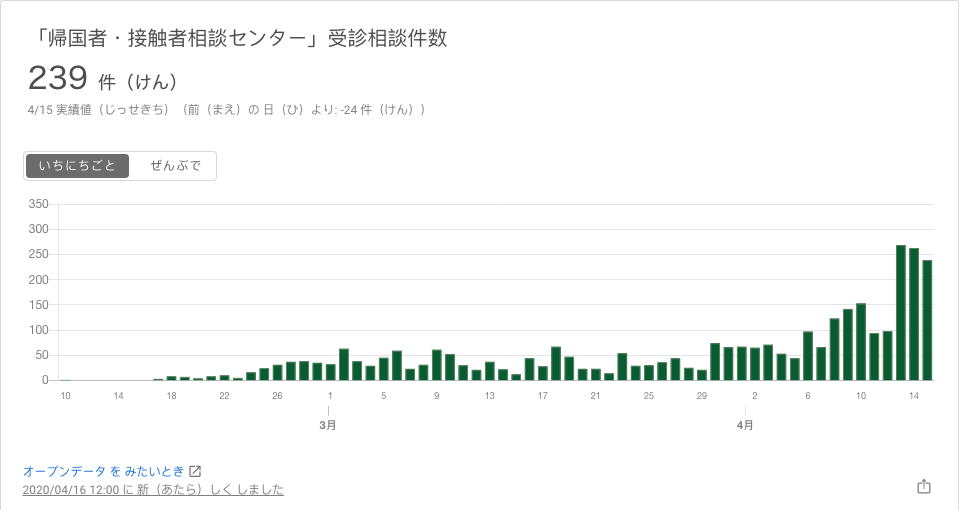 「帰国者・接触者相談センター」受診相談件数
239 件（けん）
4/15 実績値（じっせきち）（前（まえ）の 日（ひ）より: -24 件（けん））
いちにちごと ぜんぶで
350
300
250
200
150
100
50
0
10 14 18 22 26 1 5 9 13 17 21 25 29 2 6 10 14
3月 4月
オープンデータ を みたいとき
2020/04/16 12:00 に 新（あたら）しく しました